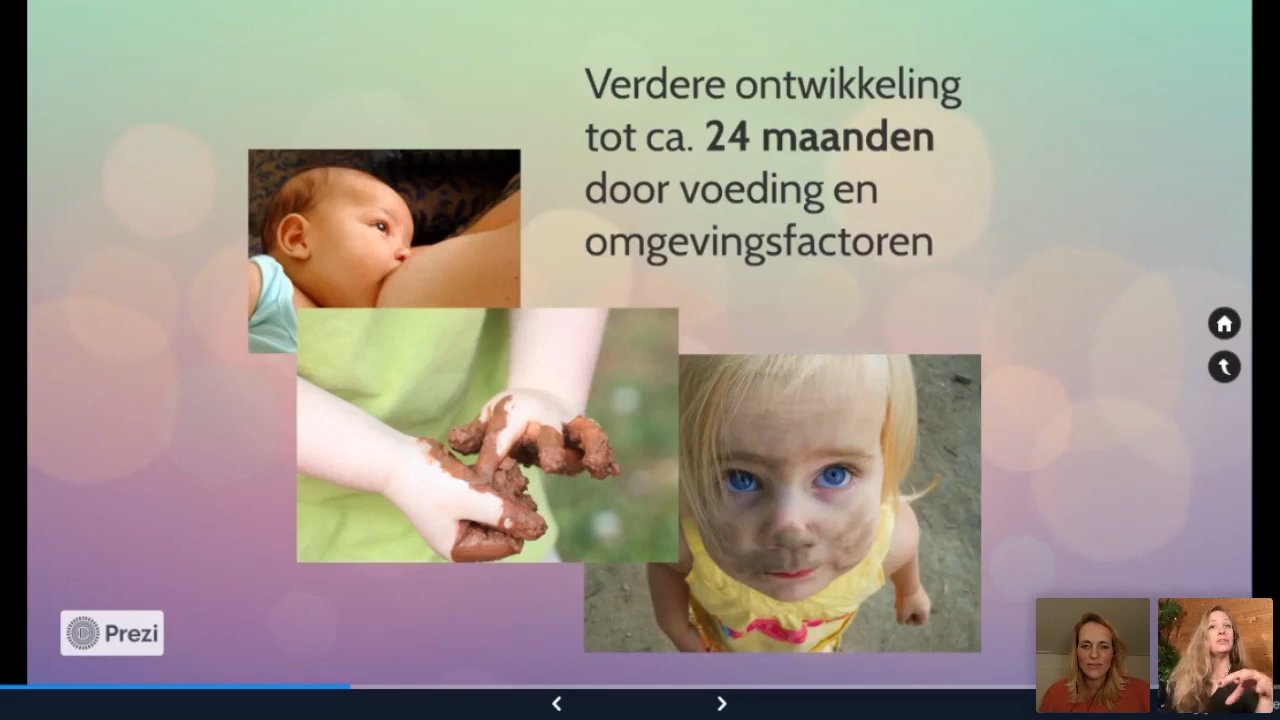 Verdere ontwikkeling
tot ca. 24 maanden
door voeding en
omgevingsfactoren
Prezi